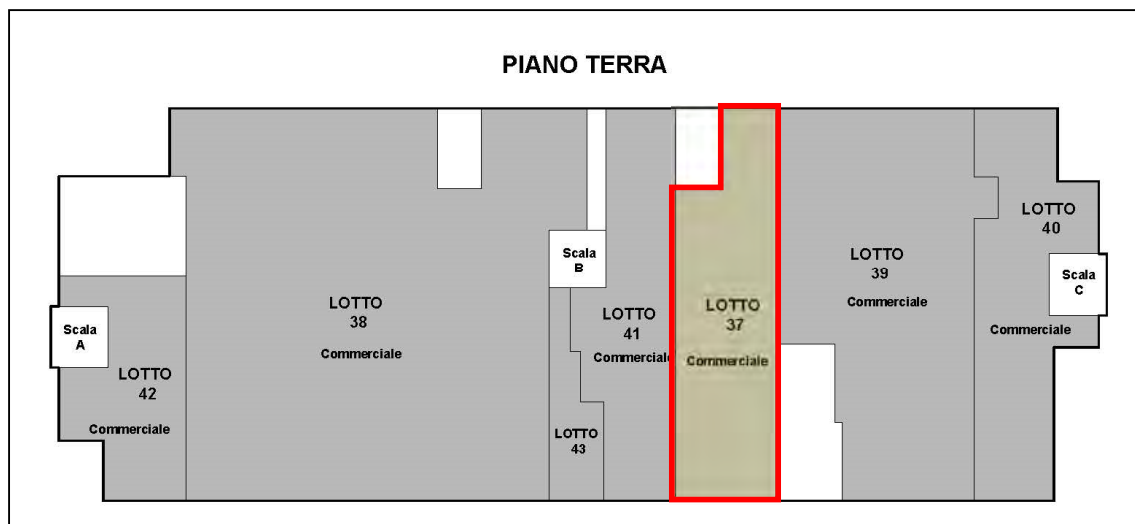 PIANO TERRA
LOTTO
40
Scala
B
LOTTO
39
Scala
C
LOTTO
38
LOTTO
41
LOTTO
37
Commerciale
Scala
A
Commerciale
Commerciale
Commerciale
Commerciale
LOTTO
42
Commerciale
LOTTO
43